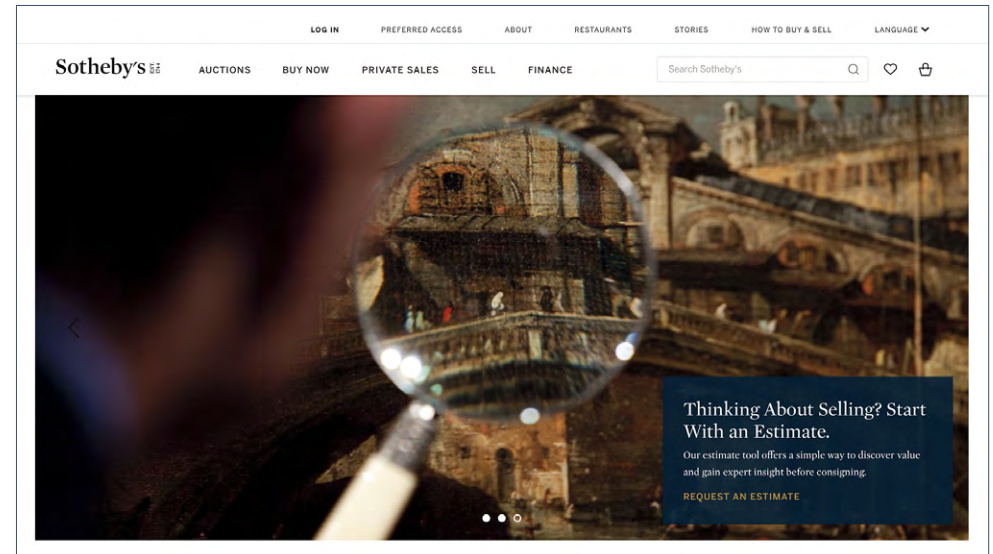 LOG IN PREFERRED ACCESS ABOUT RESTAURANTS STORIES HOW TO BUY & SELL LANGUAGE
Sotheby's EST. 1744 AUCTIONS BUY NOW PRIVATE SALES SELL FINANCE Search Sotheby's
Thinking About Selling? Start
With an Estimate.
Our estimate tool offers a simple way to discover value
and gain expert insight before consigning.
REQUEST AN ESTIMATE